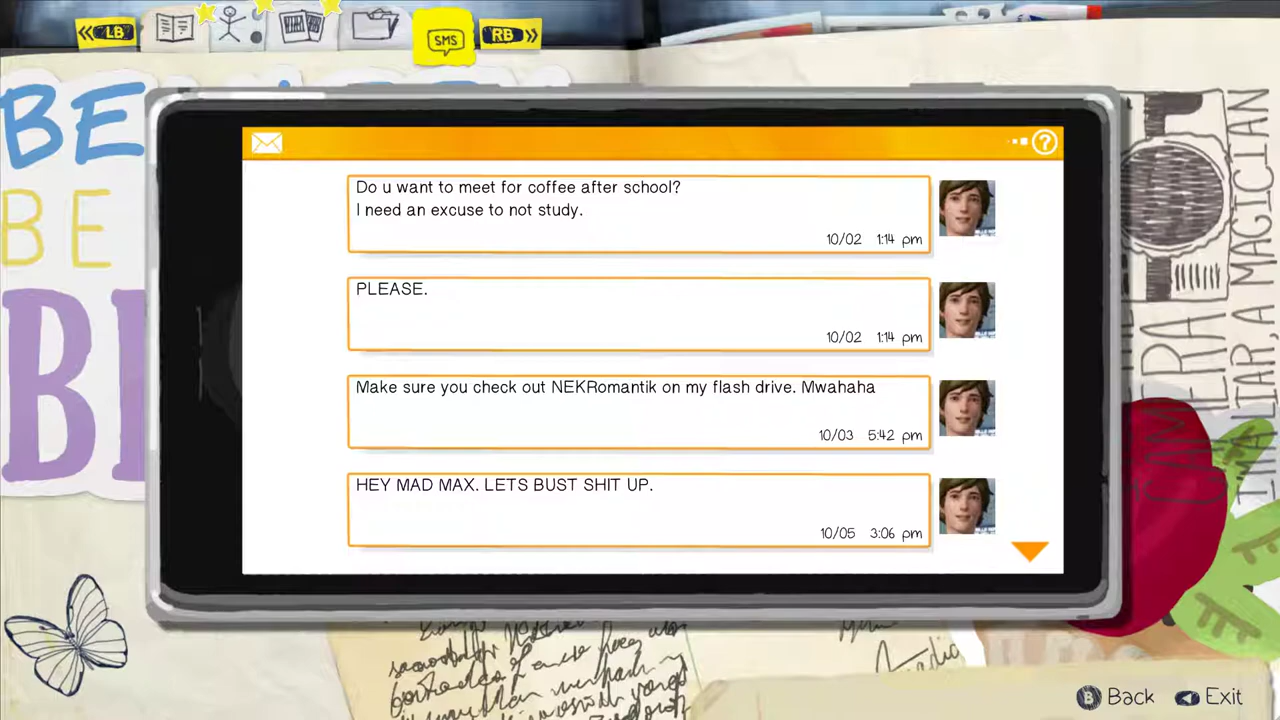 LB
SMS
RB
BE
BE
Do u want to meet for coffee after school?
I need an excuse to not study.
10/02 1:14 pm
PLEASE.
10/02 1:14 pm
Make sure you check out NEKRomantik on my flash drive. Mwahaha
10/03 5:42 pm
HEY MAD MAX. LETS BUST SHIT UP.
10/05 3:06 pm
?
LIAR, A MAGICIAN
B Back
Exit